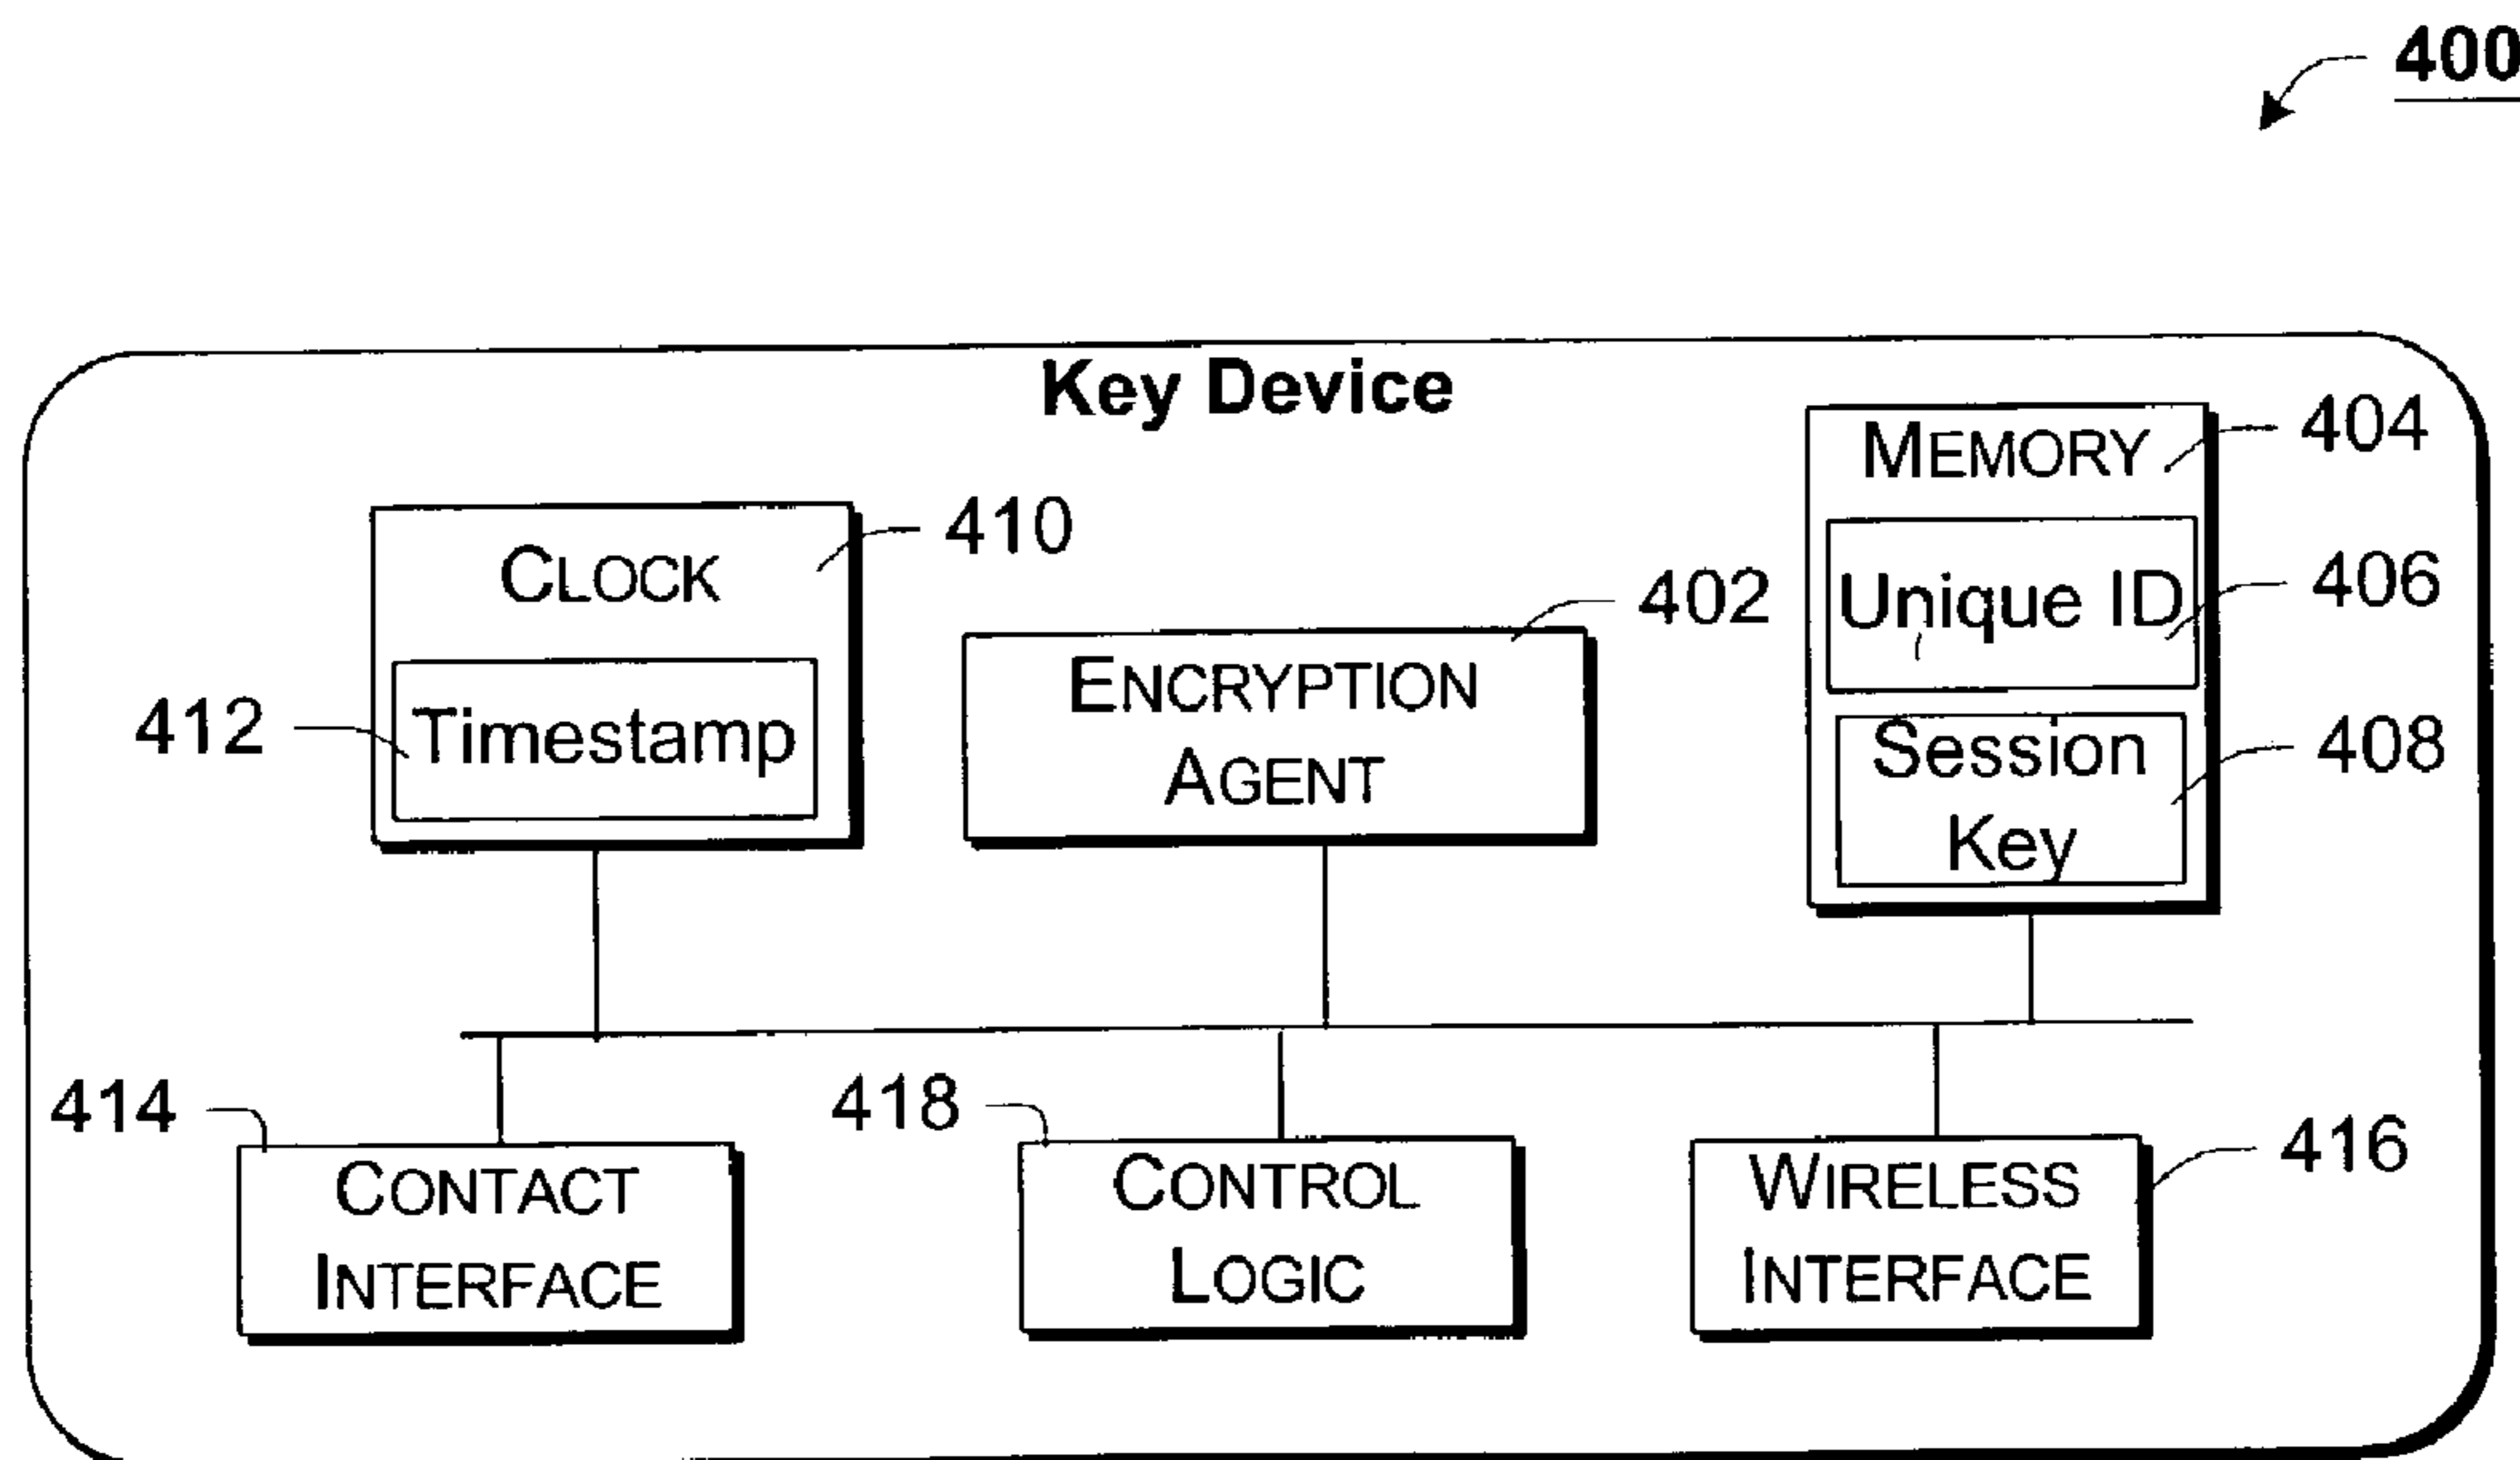 400
Key Device
MEMORY
404
CLOCK
410
Unique ID
406
402
ENCRYPTION
AGENT
412
Timestamp
Session
Key
408
414
CONTACT
INTERFACE
418
CONTROL
LOGIC
WIRELESS
INTERFACE
416